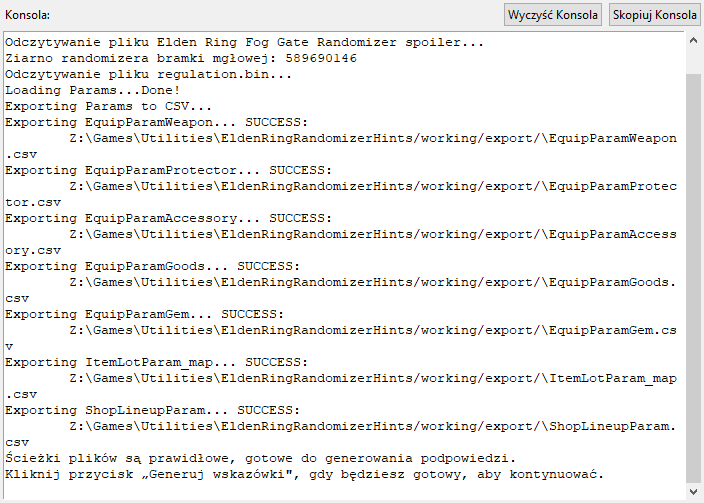 Konsola:
Wyczyść Konsola
Skopiuj Konsola
Odczytywanie pliku Elden Ring Fog Gate Randomizer spoiler...
Ziarno randomizera bramki mgłowej: 589690146
Odczytywanie pliku regulation.bin...
Loading Params...Done!
Exporting Params to CSV...
Exporting EquipParamWeapon... SUCCESS:
Z:\Games\Utilities\EldenRingRandomizerHints/working/export/\EquipParamWeapon
.csv
Exporting EquipParamProtector... SUCCESS:
Z:\Games\Utilities\EldenRingRandomizerHints/working/export/\EquipParamProtec
tor.csv
Exporting EquipParamAccessory... SUCCESS:
Z:\Games\Utilities\EldenRingRandomizerHints/working/export/\EquipParamAccess
ory.csv
Exporting EquipParamGoods... SUCCESS:
Z:\Games\Utilities\EldenRingRandomizerHints/working/export/\EquipParamGoods.
csv
Exporting EquipParamGem... SUCCESS:
Z:\Games\Utilities\EldenRingRandomizerHints/working/export/\EquipParamGem.cs
v
Exporting ItemLotParam_map... SUCCESS:
Z:\Games\Utilities\EldenRingRandomizerHints/working/export/\ItemLotParam_map
.csv
Exporting ShopLineupParam... SUCCESS:
Z:\Games\Utilities\EldenRingRandomizerHints/working/export/\ShopLineupParam.
csv
Ścieżki plików są prawidłowe, gotowe do generowania podpowiedzi.
Kliknij przycisk „Generuj wskazówki", gdy będziesz gotowy, aby kontynuować.